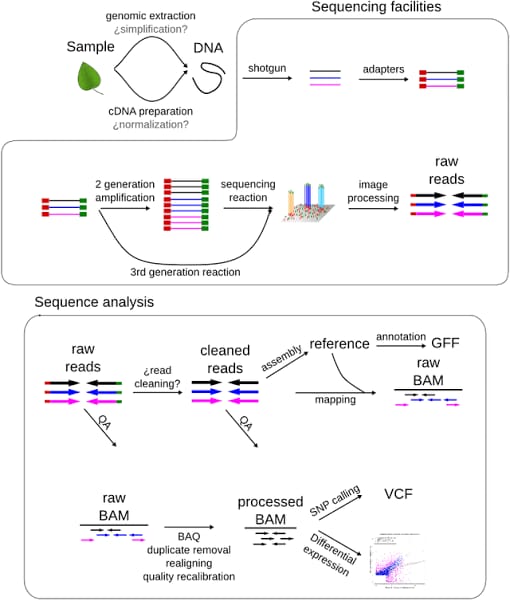 Sequencing facilities
genomic extraction
¿simplification?
Sample
DNA
cDNA preparation
¿normalization?
shotgun
adapters
2 generation
amplification
sequencing
reaction
image
processing
raw
reads
3rd generation reaction
Sequence analysis
raw
reads
¿read
cleaning?
cleaned
reads
assembly
reference
annotation
GFF
mapping
raw
BAM
QA
QA
raw
BAM
BAQ
duplicate removal
realigning
quality recalibration
processed
BAM
SNP calling
VCF
Differential
expression